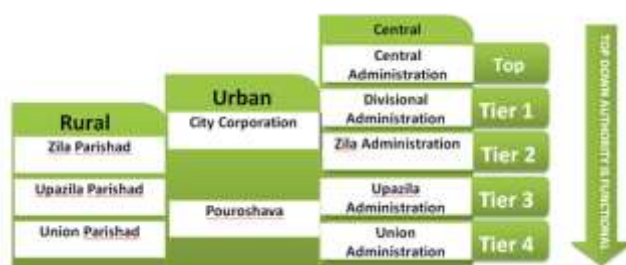 Central
Central
Administration
Top
Urban
Divisional
Administration
Tier 1
Rural
City Corporation
Zila Parishad
Zila Administration
Tier 2
Upazila Parishad
Pouroshava
Upazila
Administration
Tier 3
Union Parishad
Union
Administration
Tier 4
TOP DOWN AUTHORITY IS FUNCTIONAL